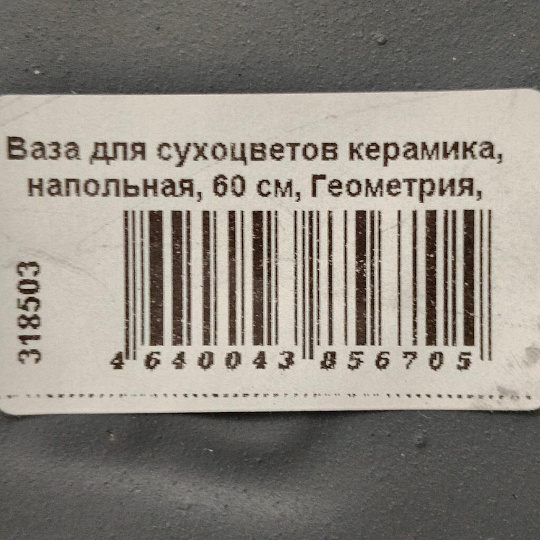 Ваза для сухоцветов керамика,
напольная, 60 см, Геометрия,
318503
4 640043 856705